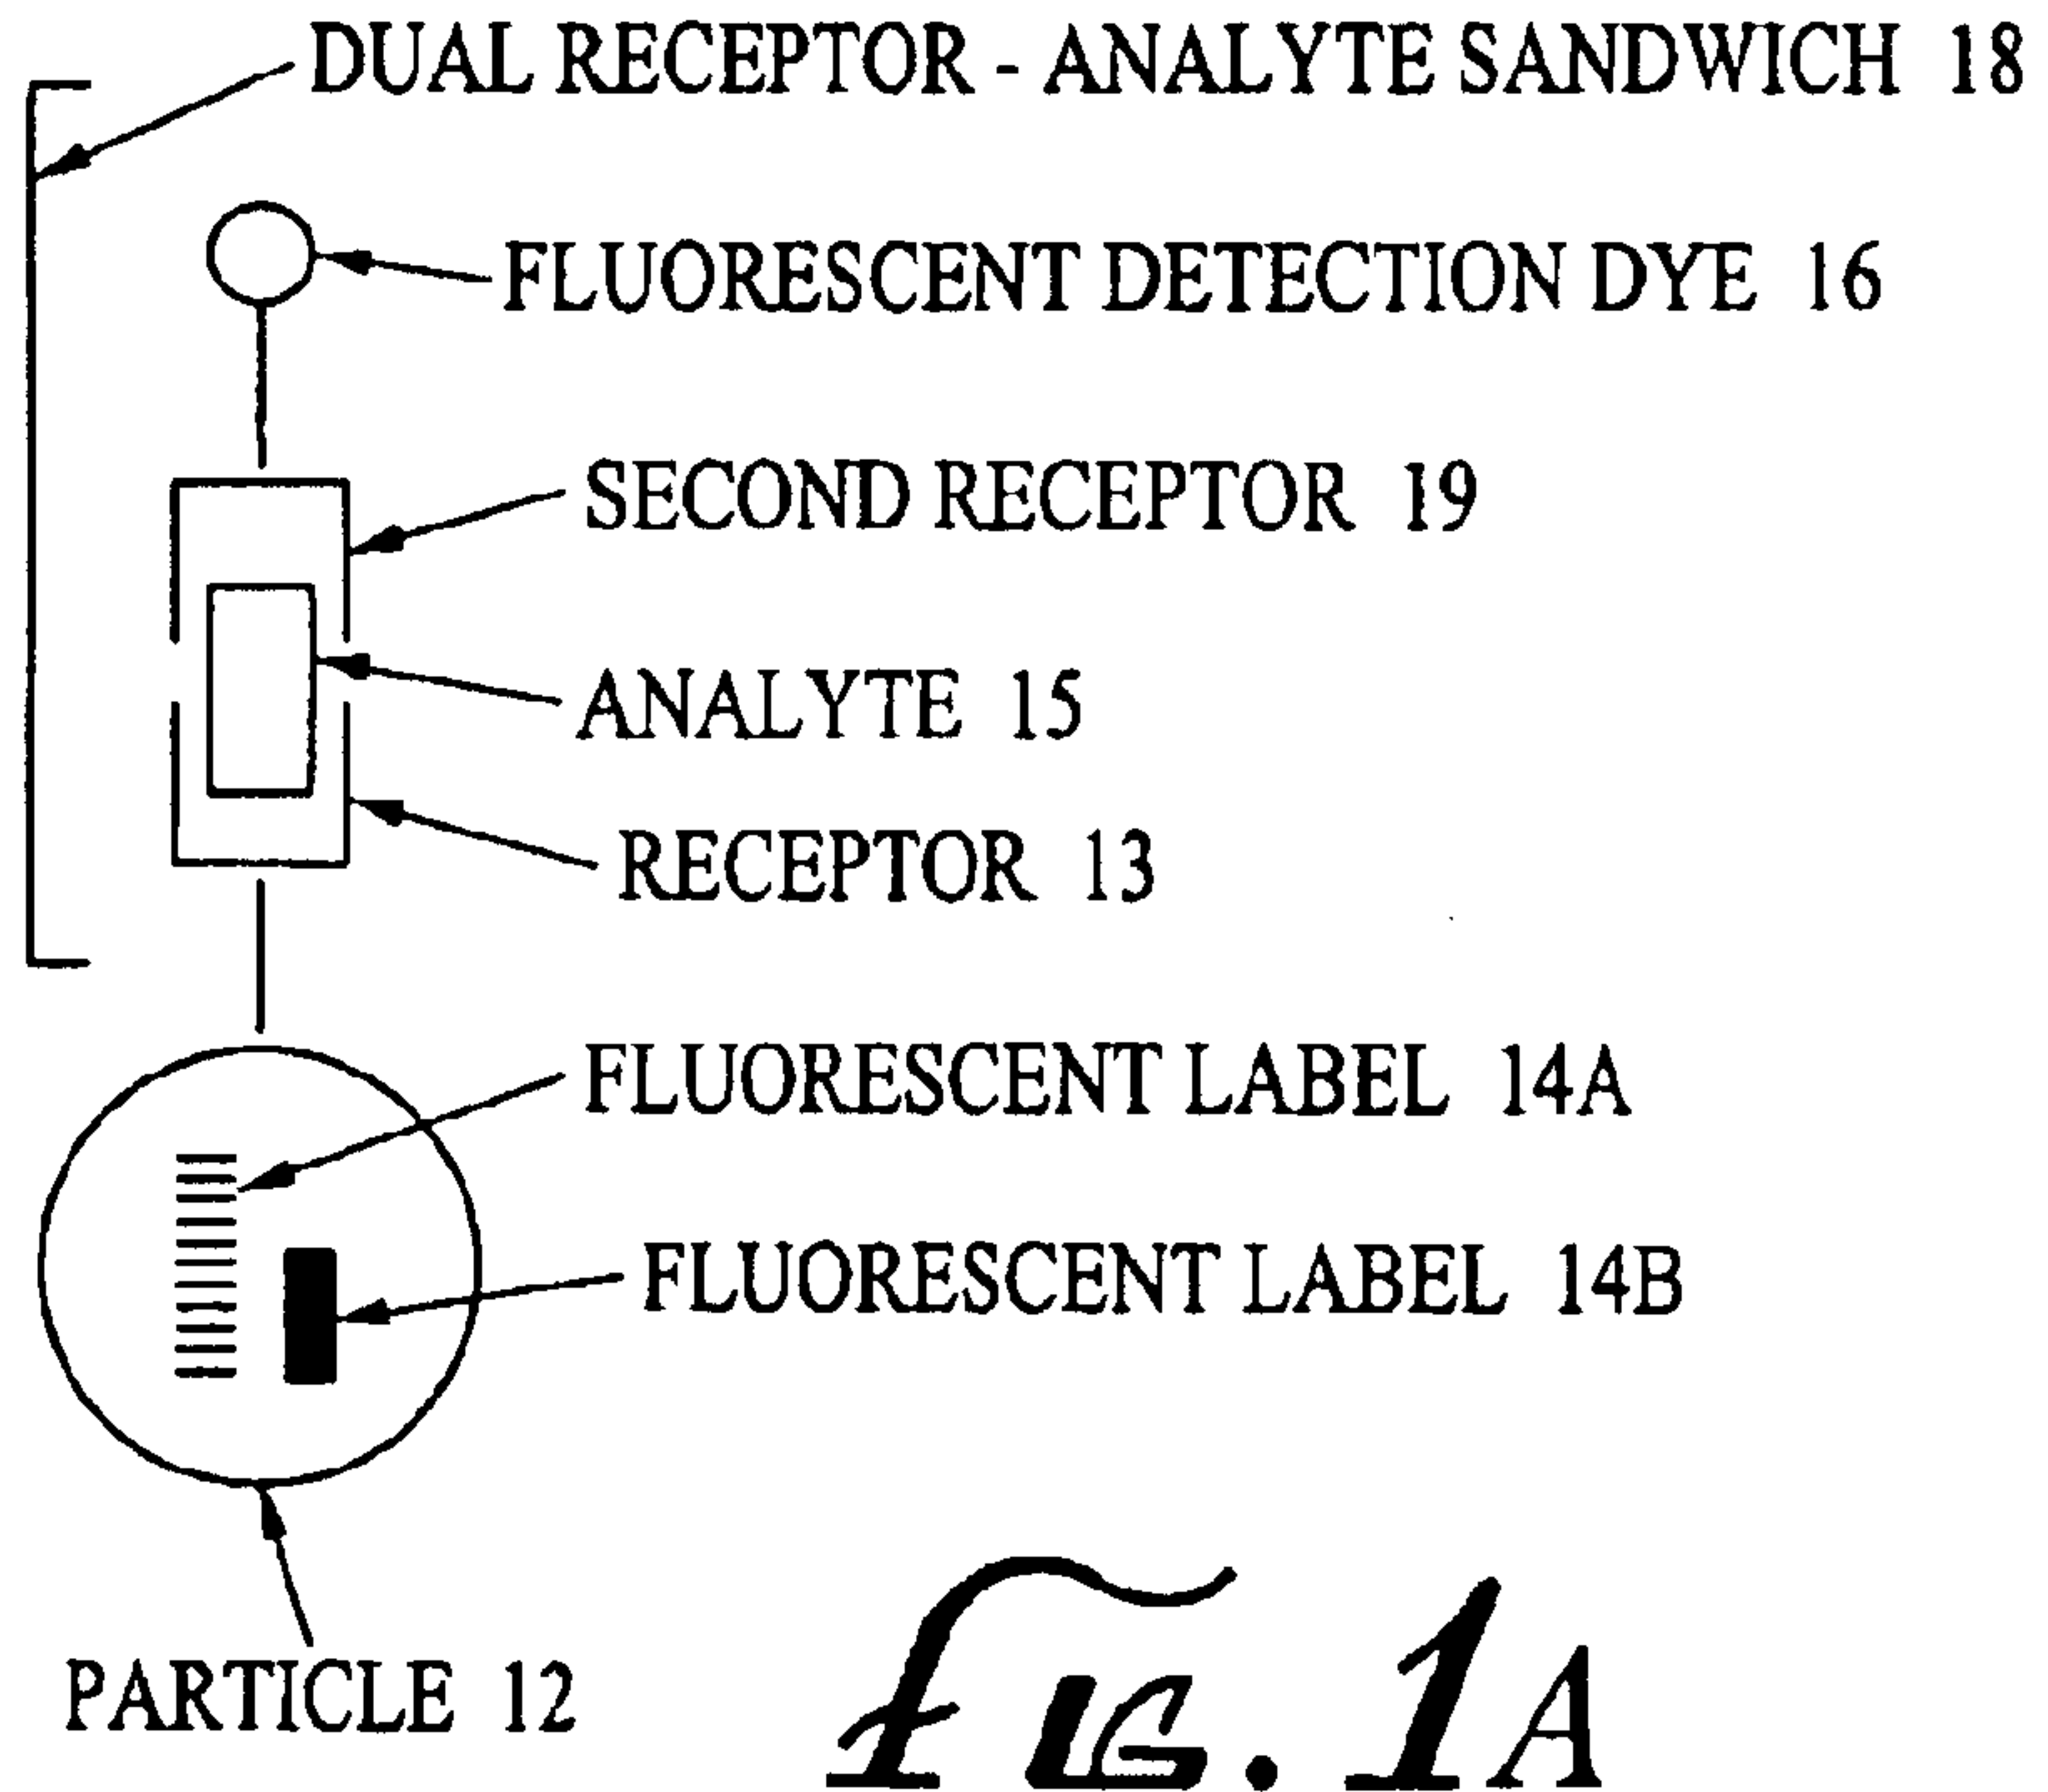 DUAL RECEPTOR - ANALYTE SANDWICH 18
FLUORESCENT DETECTION DYE 16
SECOND RECEPTOR 19
ANALYTE 15
RECEPTOR 13
FLUORESCENT LABEL 14A
FLUORESCENT LABEL 14B
PARTICLE 12
FIG. 1A